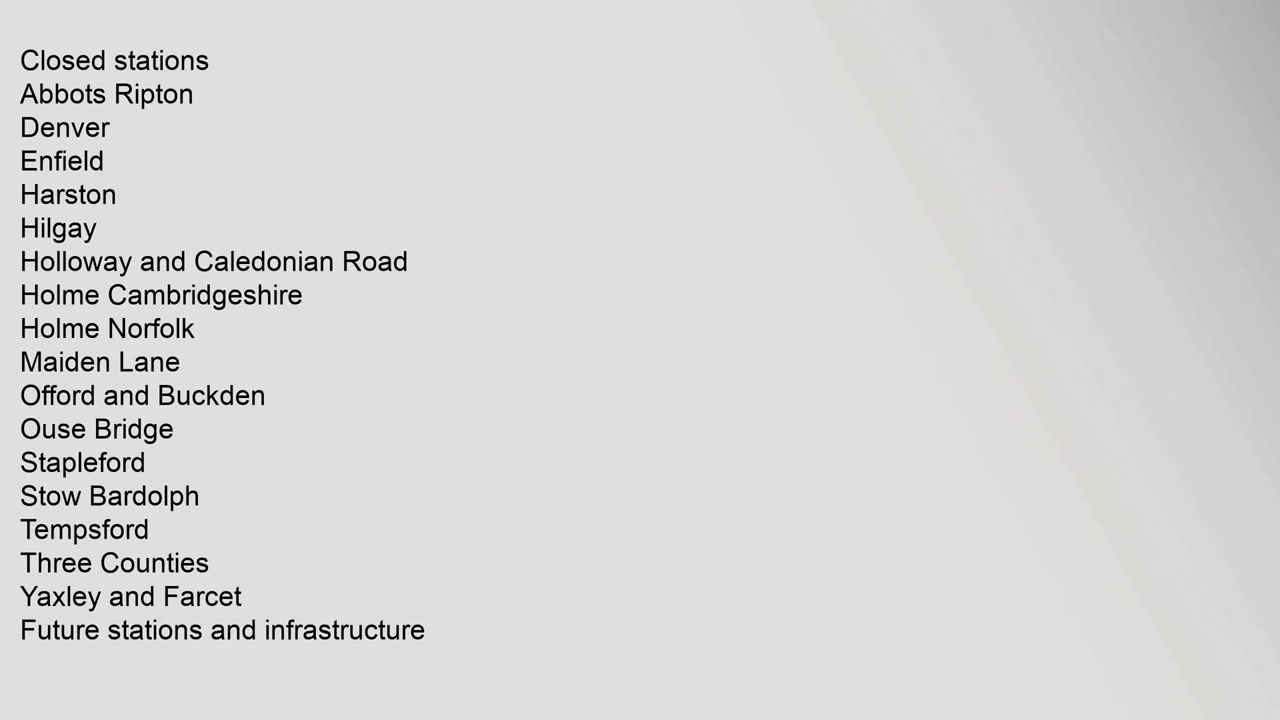 Closed stations
Abbots Ripton
Denver
Enfield
Harston
Hilgay
Holloway and Caledonian Road
Holme Cambridgeshire
Holme Norfolk
Maiden Lane
Offord and Buckden
Ouse Bridge
Stapleford
Stow Bardolph
Tempsford
Three Counties
Yaxley and Farcet
Future stations and infrastructure